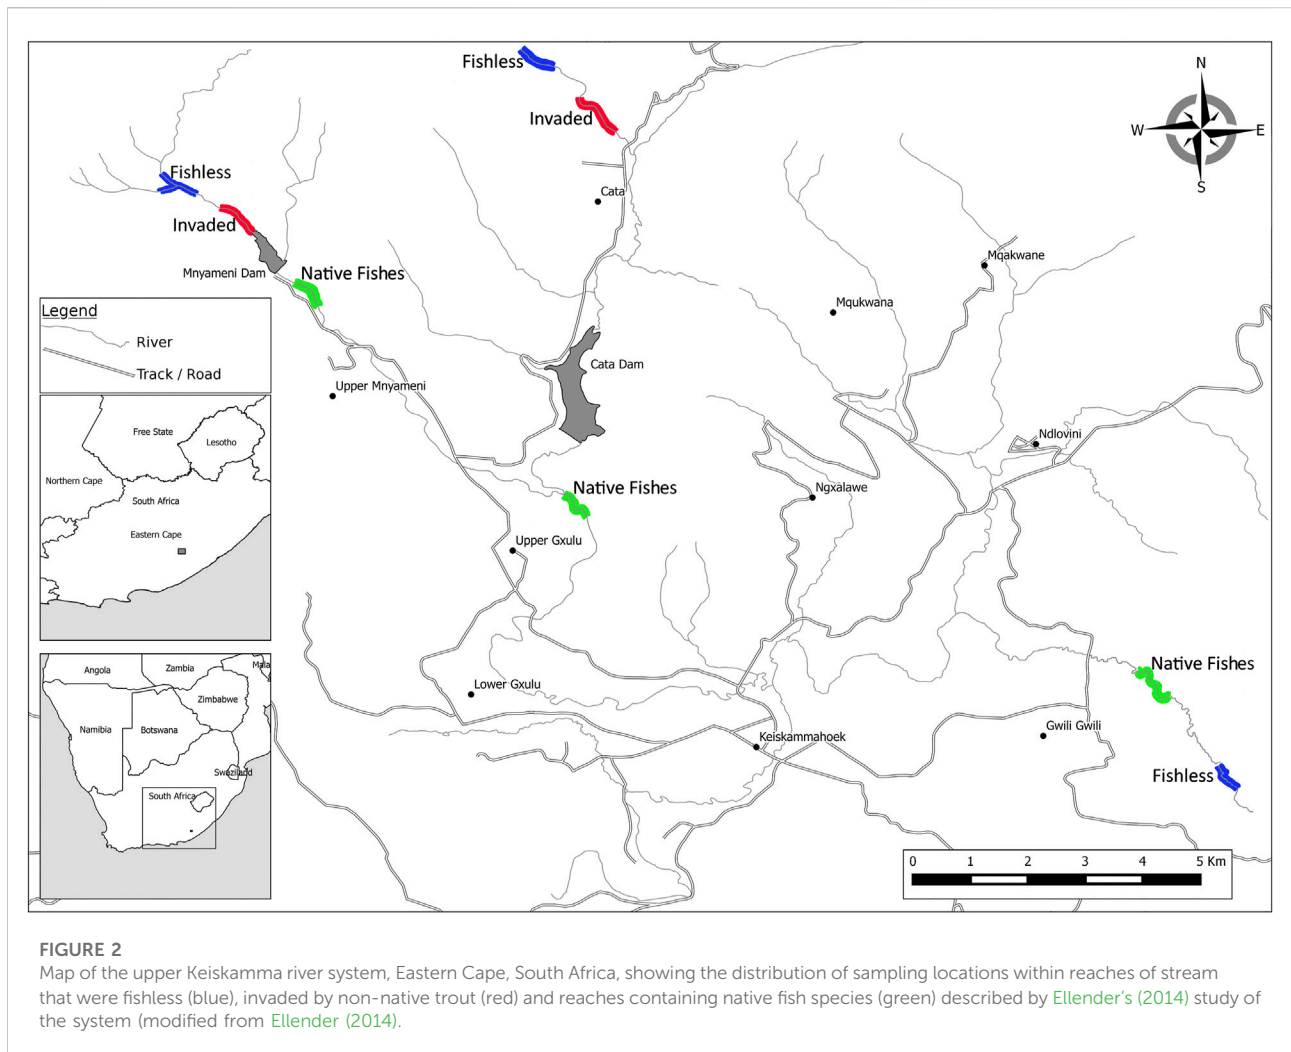 Fishless
Invaded
N
W
E
S
Fishless
Invaded
Cata
Mnyameni Dam
Native Fishes
Mqakwane
Mqukwana
Legend
River
Track / Road
Cata Dam
Upper Mnyameni
Ndlovini
Native Fishes
Ngxalawe
Upper Gxulu
Free State
Lesotho
Northern Cape
South Africa
Eastern Cape
Native Fishes
Lower Gxulu
Gwili Gwili
Keiskammahoek
Fishless
Angola
Zambia
Mala
Zimbabwe
Namibia
Botswana
Swaziland
South Africa
0 1 2 3 4 5 Km
FIGURE 2
Map of the upper Keiskamma river system, Eastern Cape, South Africa, showing the distribution of sampling locations within reaches of stream
that were fishless (blue), invaded by non-native trout (red) and reaches containing native fish species (green) described by Ellender's (2014) study of
the system (modified from Ellender (2014).